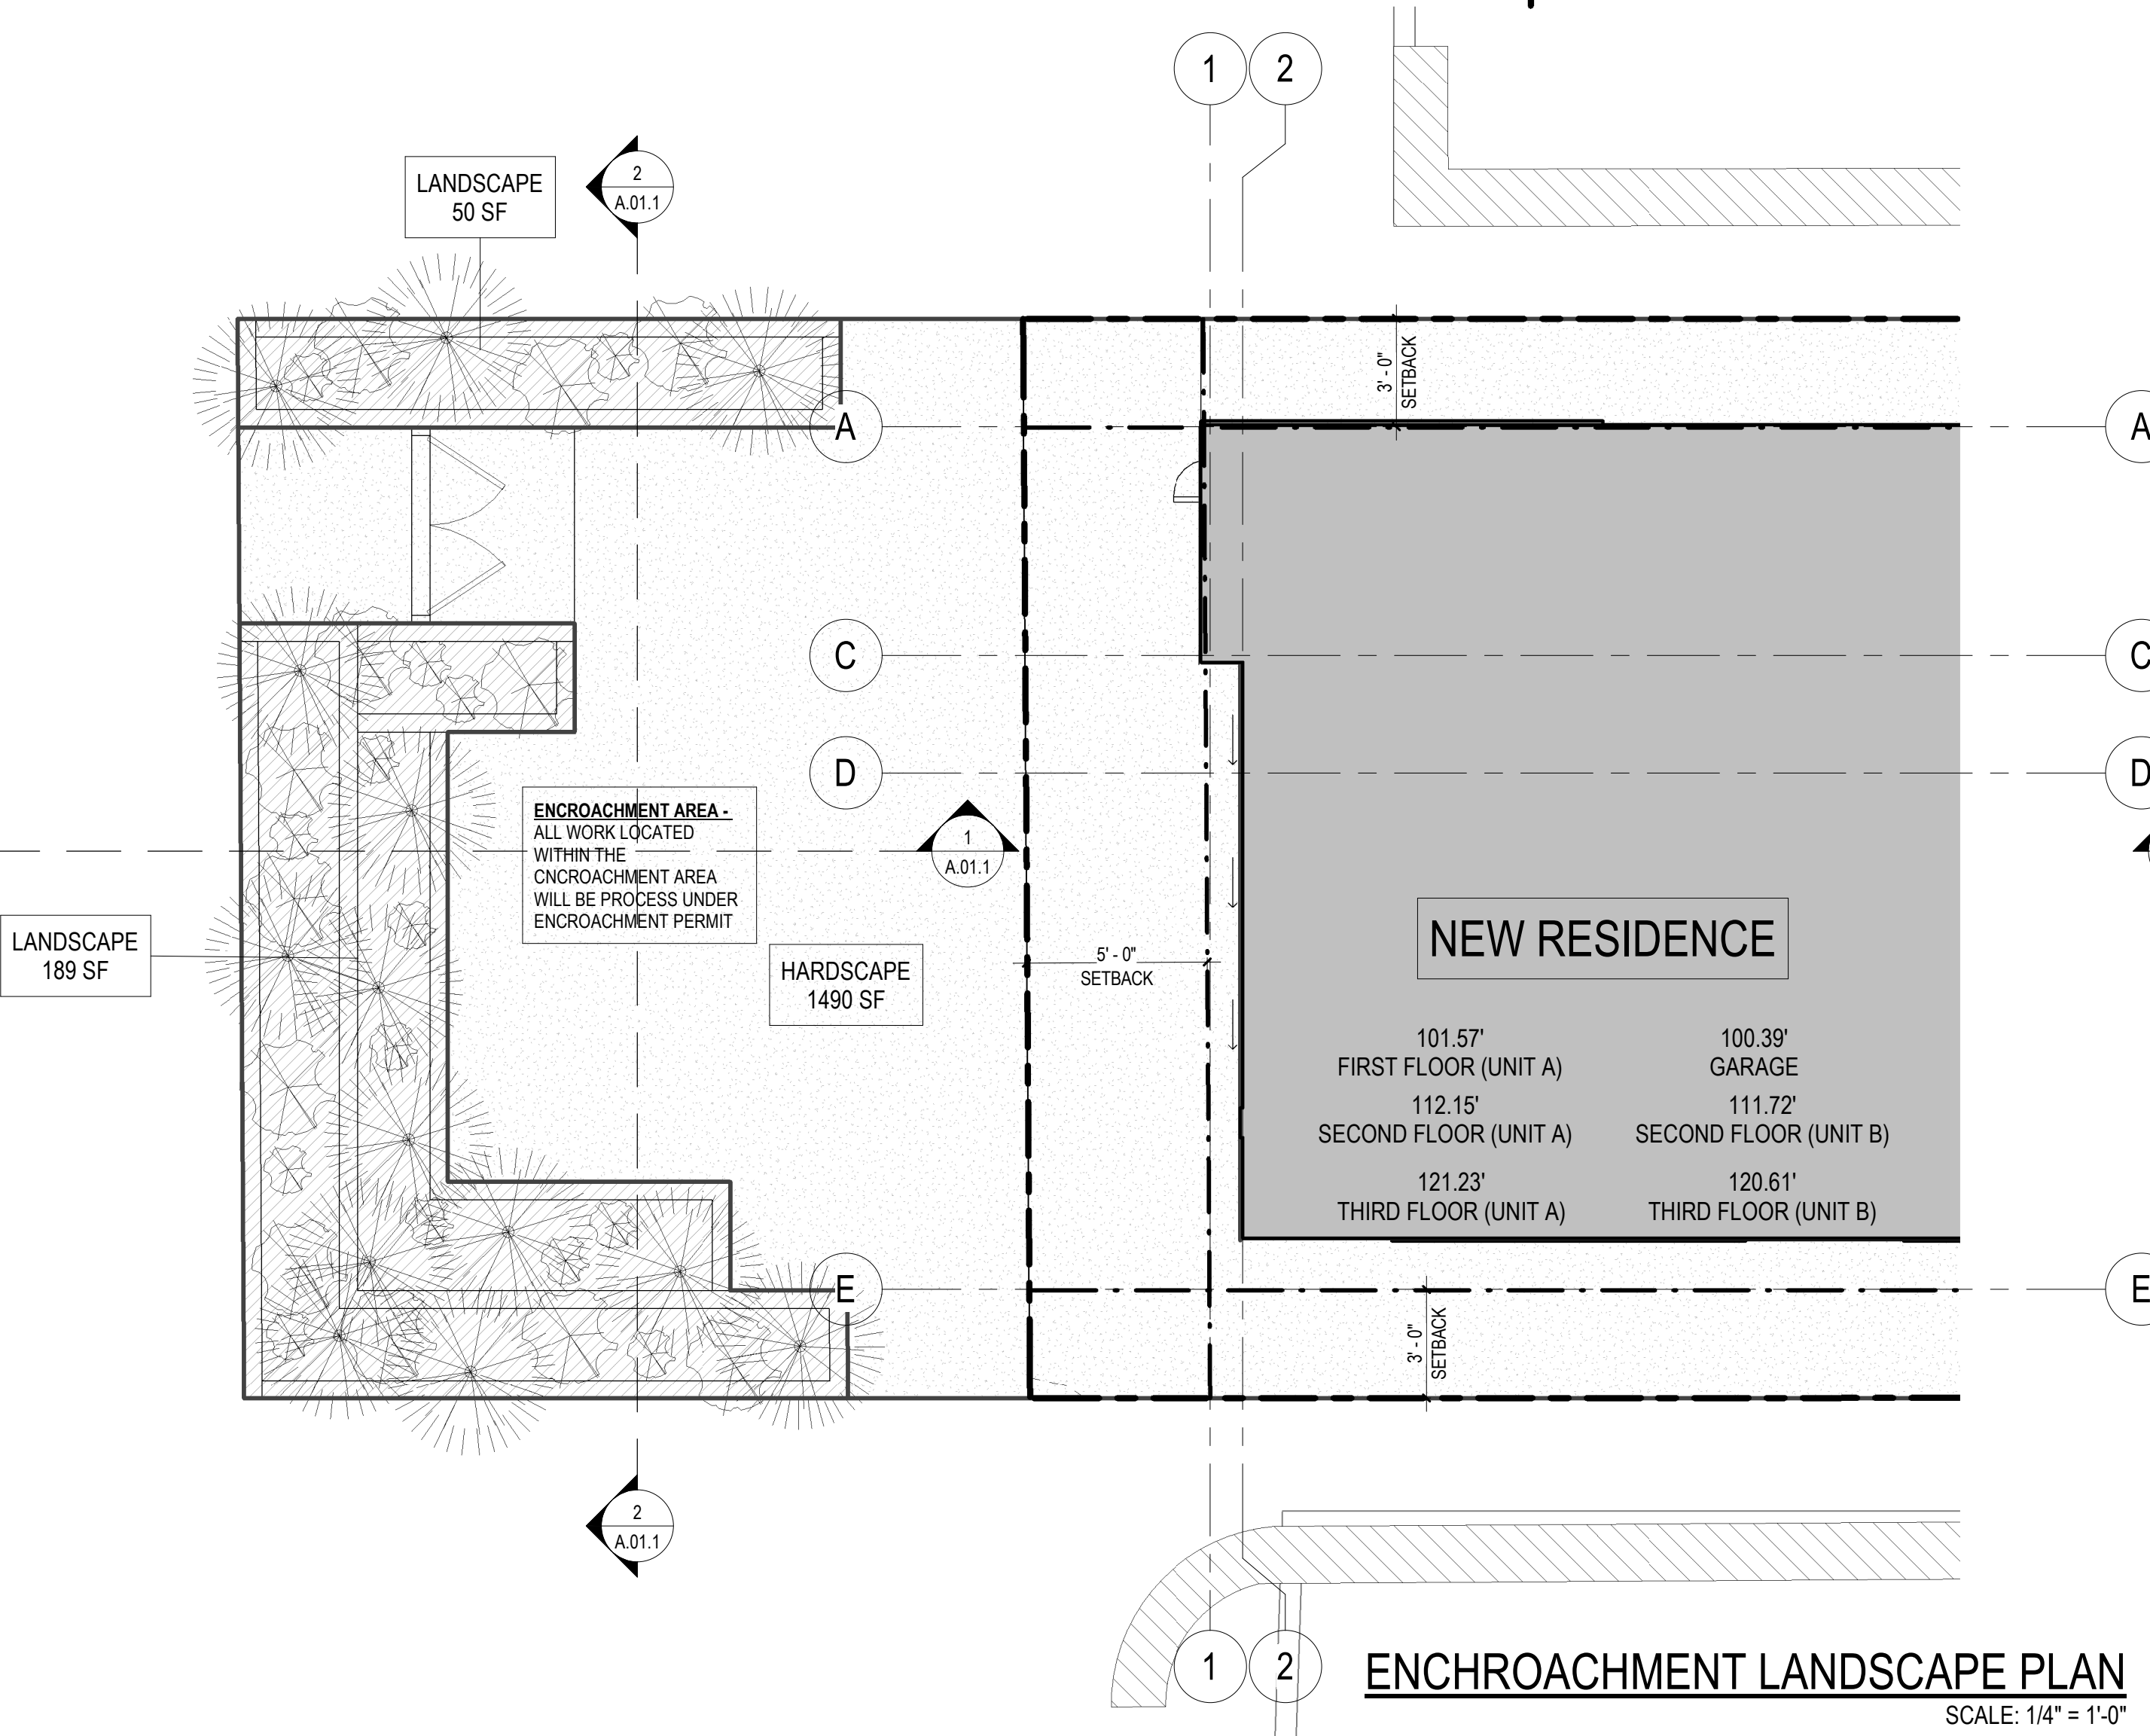 1
2
LANDSCAPE
50 SF
2
A.01.1
3' - 0"
SETBACK
A
A
C
C
D
D
ENCROACHMENT AREA -
ALL WORK LOCATED
WITHIN THE
CNCROACHMENT AREA
WILL BE PROCESS UNDER
ENCROACHMENT PERMIT
1
A.01.1
LANDSCAPE
189 SF
HARDSCAPE
1490 SF
5' - 0"
SETBACK
NEW RESIDENCE
101.57'
FIRST FLOOR (UNIT A)
100.39'
GARAGE
112.15'
SECOND FLOOR (UNIT A)
111.72'
SECOND FLOOR (UNIT B)
121.23'
THIRD FLOOR (UNIT A)
120.61'
THIRD FLOOR (UNIT B)
E
E
3' - 0"
SETBACK
2
A.01.1
1
2
ENCHROACHMENT LANDSCAPE PLAN
SCALE: 1/4" = 1'-0"